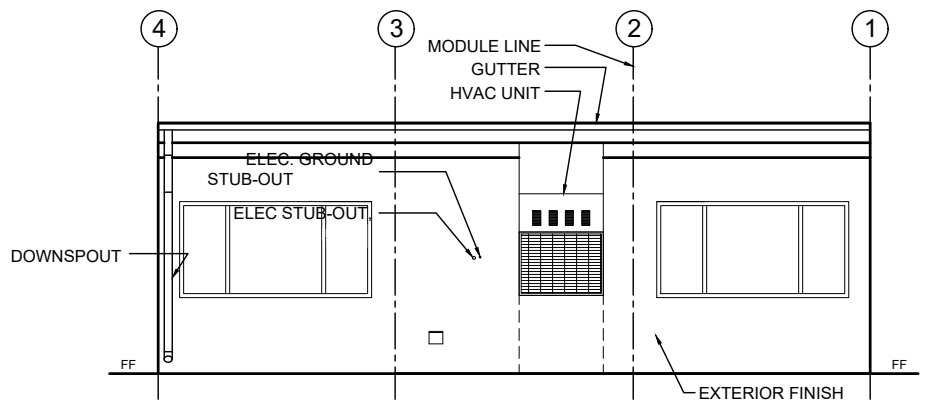 4
3
2
1
MODULE LINE
GUTTER
HVAC UNIT
ELEC. GROUND
STUB-OUT
ELEC STUB-OUT,
DOWNSPOUT
FF
FF
EXTERIOR FINISH